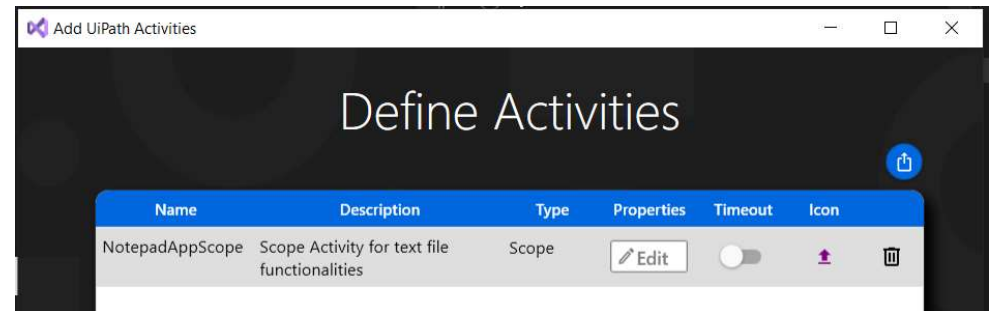 Add UiPath Activities
Define Activities
Name Description Type Properties Timeout Icon
NotepadAppScope Scope Activity for text file Scope Edit
functionalities